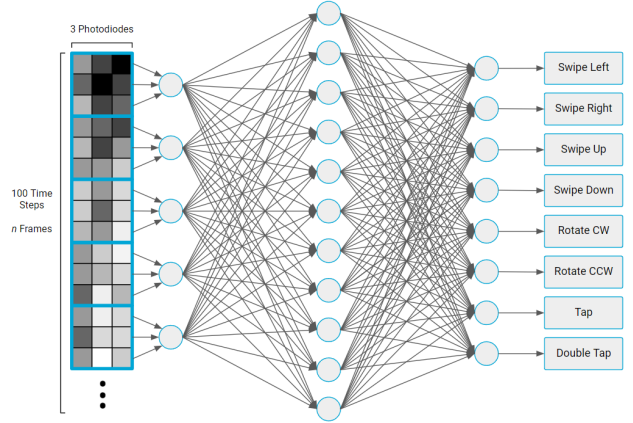 3 Photodiodes
100 Time
Steps
n Frames
Swipe Left
Swipe Right
Swipe Up
Swipe Down
Rotate CW
Rotate CCW
Tap
Double Tap